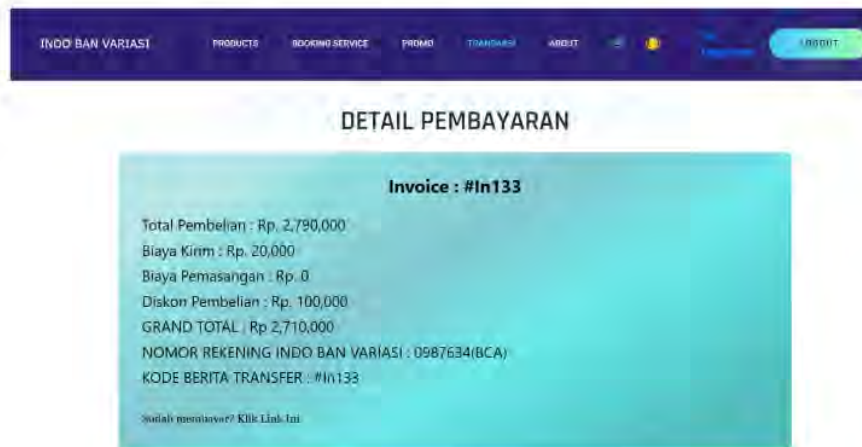 INDO BAN VARIASI PRODUCTS BOOKING SERVICE PROMO TRANSAKSI ABOUT LOGOUT
DETAIL PEMBAYARAN
Invoice : #In133
Total Pembelian : Rp. 2,790,000
Biaya Kirim : Rp. 20,000
Biaya Pemasangan : Rp. 0
Diskon Pembelian : Rp. 100,000
GRAND TOTAL : Rp 2,710,000
NOMOR REKENING INDO BAN VARIASI : 0987634(BCA)
KODE BERITA TRANSFER : #In133
Sudah membayar? Klik Link Ini